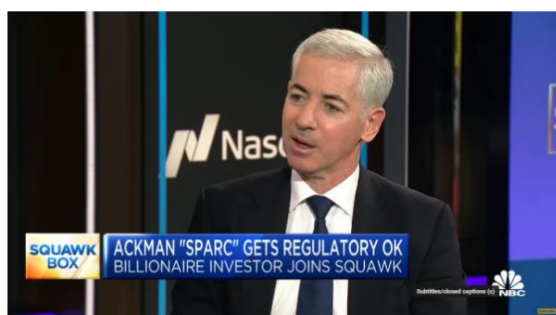 Nasd
SQUAWK
BOX
ACKMAN "SPARC" GETS REGULATORY OK
BILLIONAIRE INVESTOR JOINS SQUAWK
Subtitles/closed captions (c)
NBC